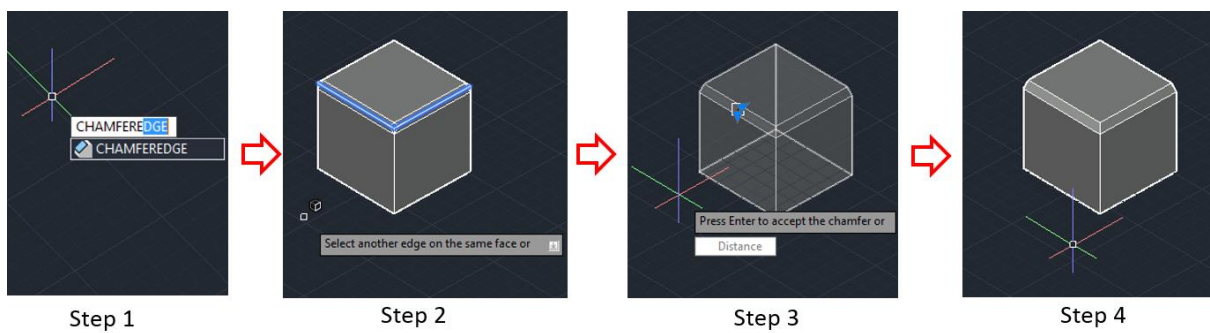 CHAMFEREDGE
CHAMFEREDGE
Select another edge on the same face or
Press Enter to accept the chamfer or
Distance
Step 1
Step 2
Step 3
Step 4